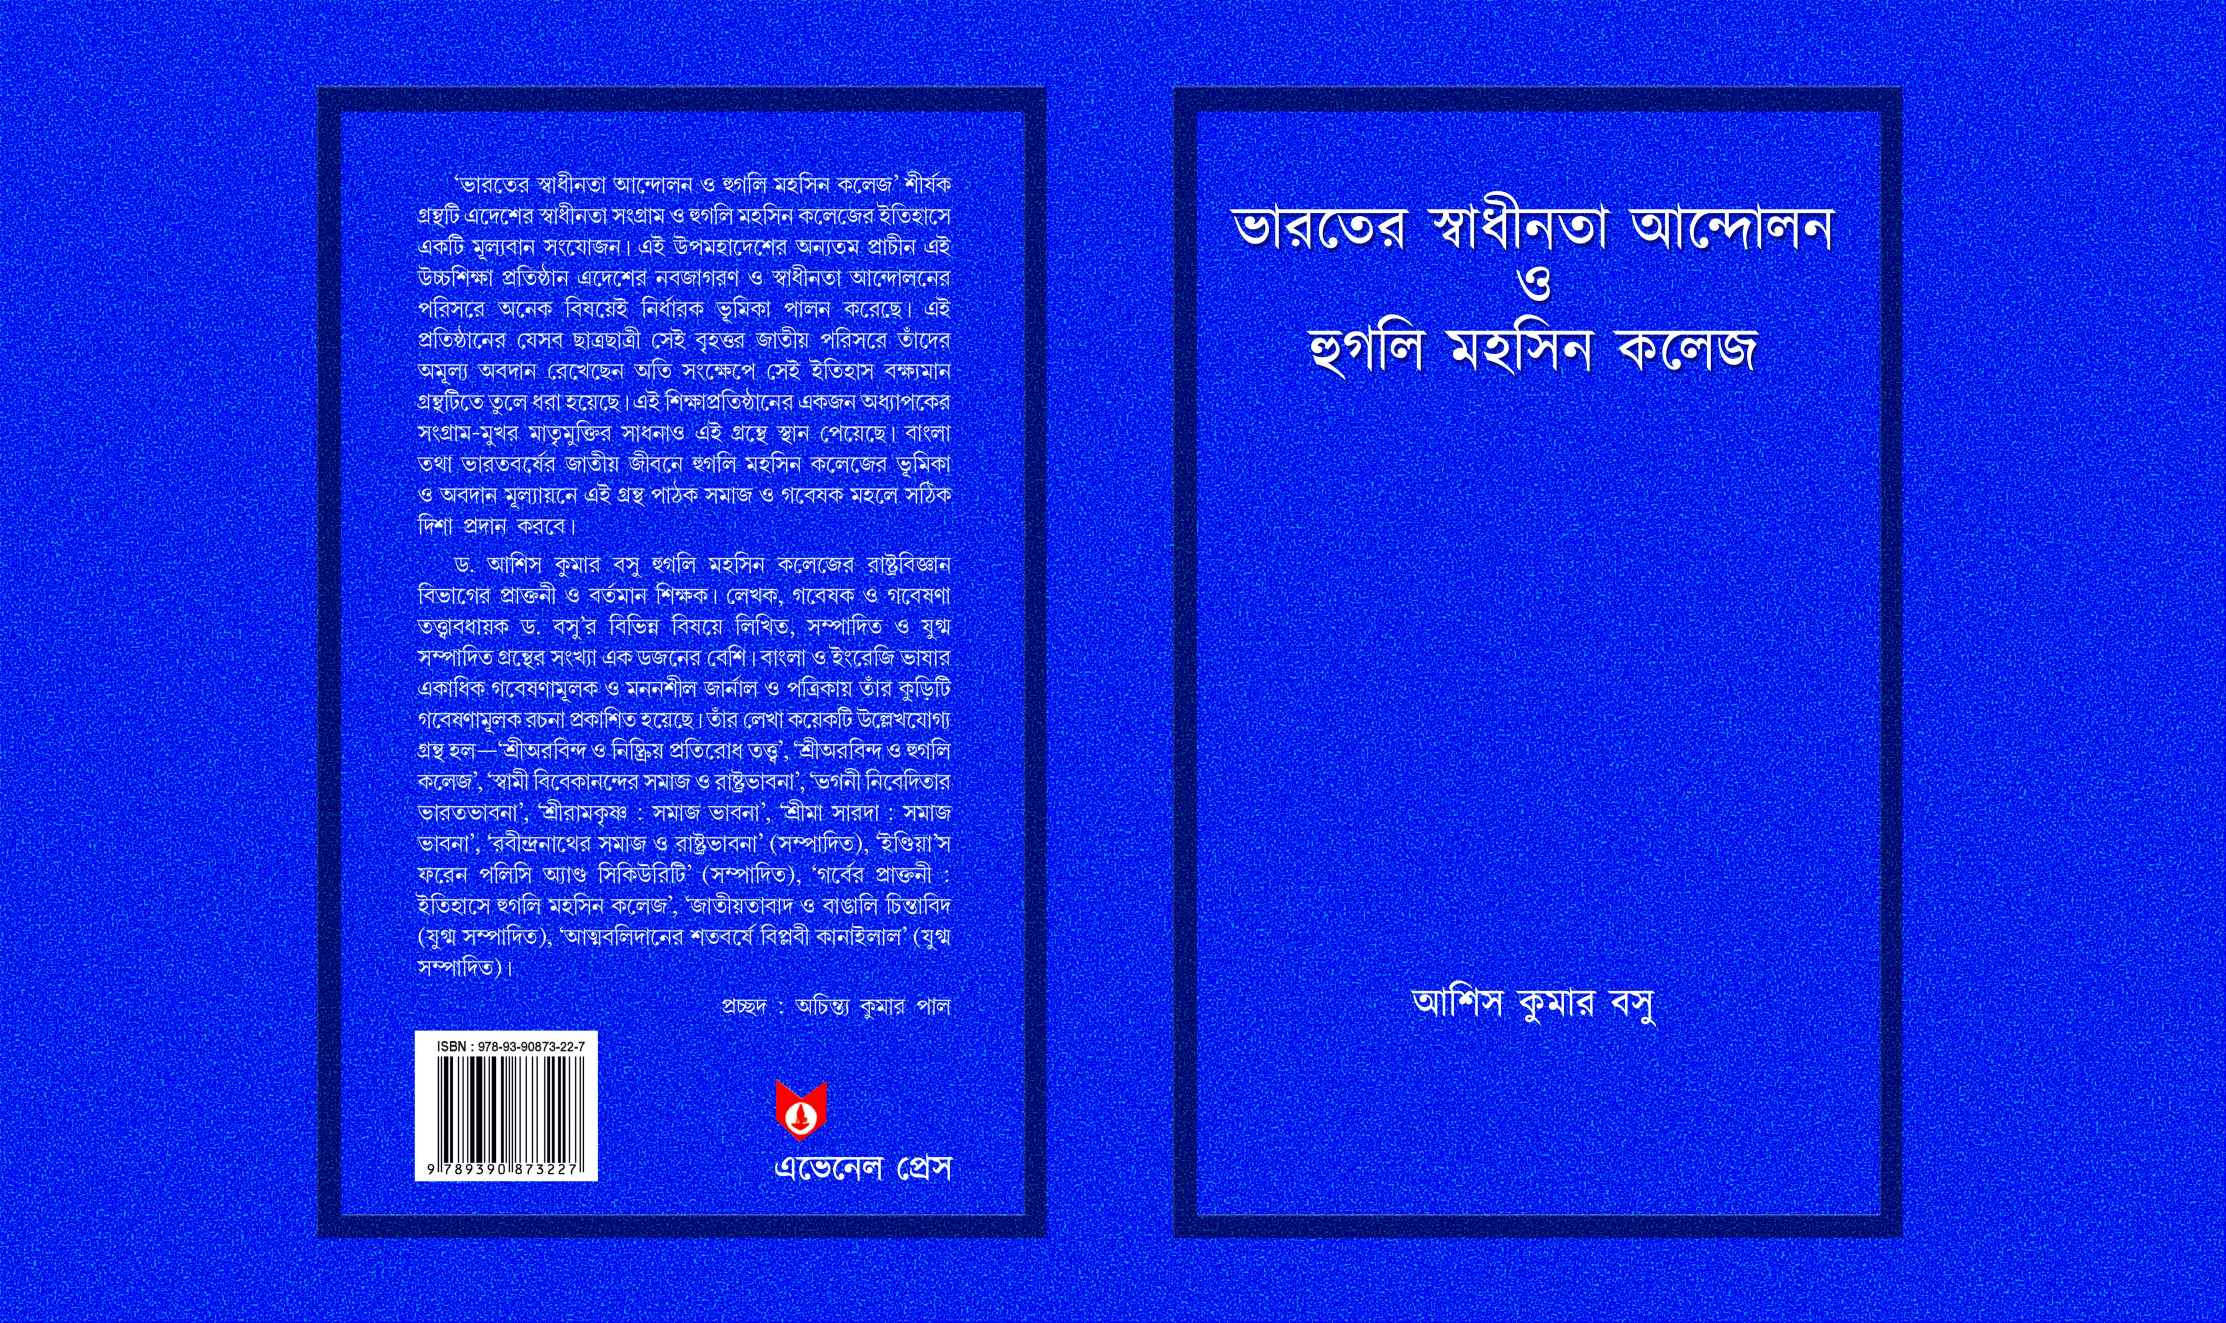 ‘ভারতের স্বাধীনতা আন্দোলন ও হুগলি মহসিন কলেজ’ শীর্ষক
গ্রন্থটি এদেশের স্বাধীনতা সংগ্রাম ও হুগলি মহসিন কলেজের ইতিহাসে
একটি মূল্যবান সংযোজন। এই উপমহাদেশের অন্যতম প্রাচীন এই
উচ্চশিক্ষা প্রতিষ্ঠান এদেশের নবজাগরণ ও স্বাধীনতা আন্দোলনের
পরিসরে অনেক বিষয়েই নির্ধারক ভূমিকা পালন করেছে। এই
প্রতিষ্ঠানের যেসব ছাত্রছাত্রী সেই বৃহত্তর জাতীয় পরিসরে তাঁদের
অমূল্য অবদান রেখেছেন অতি সংক্ষেপে সেই ইতিহাস বক্ষ্যমান
গ্রন্থটিতে তুলে ধরা হয়েছে। এই শিক্ষাপ্রতিষ্ঠানের একজন অধ্যাপকের
সংগ্রাম-মুখর মাতৃমুক্তির সাধনাও এই গ্রন্থে স্থান পেয়েছে। বাংলা
তথা ভারতবর্ষের জাতীয় জীবনে হুগলি মহসিন কলেজের ভূমিকা
ও অবদান মূল্যায়নে এই গ্রন্থ পাঠক সমাজ ও গবেষক মহলে সঠিক
দিশা প্রদান করবে।
ড. আশিস কুমার বসু হুগলি মহসিন কলেজের রাষ্ট্রবিজ্ঞান
বিভাগের প্রাক্তনী ও বর্তমান শিক্ষক। লেখক, গবেষক ও গবেষণা
তত্ত্বাবধায়ক ড. বসু’র বিভিন্ন বিষয়ে লিখিত, সম্পাদিত ও যুগ্ম
সম্পাদিত গ্রন্থের সংখ্যা এক ডজনের বেশি। বাংলা ও ইংরেজি ভাষার
একাধিক গবেষণামূলক ও মননশীল জার্নাল ও পত্রিকায় তাঁর কুড়িটি
গবেষণামূলক রচনা প্রকাশিত হয়েছে। তাঁর লেখা কয়েকটি উল্লেখযোগ্য
গ্রন্থ হল—‘শ্রীঅরবিন্দ ও নিষ্ক্রিয় প্রতিরোধ তত্ত্ব’, ‘শ্রীঅরবিন্দ ও হুগলি
কলেজ’, ‘স্বামী বিবেকানন্দের সমাজ ও রাষ্ট্রভাবনা’, ‘ভগনী নিবেদিতার
ভারতভাবনা’, ‘শ্রীরামকৃষ্ণ : সমাজ ভাবনা’, ‘শ্রীমা সারদা : সমাজ
ভাবনা’, ‘রবীন্দ্রনাথের সমাজ ও রাষ্ট্রভাবনা’ (সম্পাদিত), ‘ইণ্ডিয়া’স
ফরেন পলিসি অ্যাণ্ড সিকিউরিটি’ (সম্পাদিত), ‘গর্বের প্রাক্তনী :
ইতিহাসে হুগলি মহসিন কলেজ’, ‘জাতীয়তাবাদ ও বাঙালি চিন্তাবিদ
(যুগ্ম সম্পাদিত), ‘আত্মবলিদানের শতবর্ষে বিপ্লবী কানাইলাল’ (যুগ্ম
সম্পাদিত)।
প্রচ্ছদ : অচিন্ত্য কুমার পাল
ISBN : 978-93-90873-22-7
9 789390 873227
এভেনেল প্রেস
ভারতের স্বাধীনতা আন্দোলন
ও
হুগলি মহসিন কলেজ
আশিস কুমার বসু